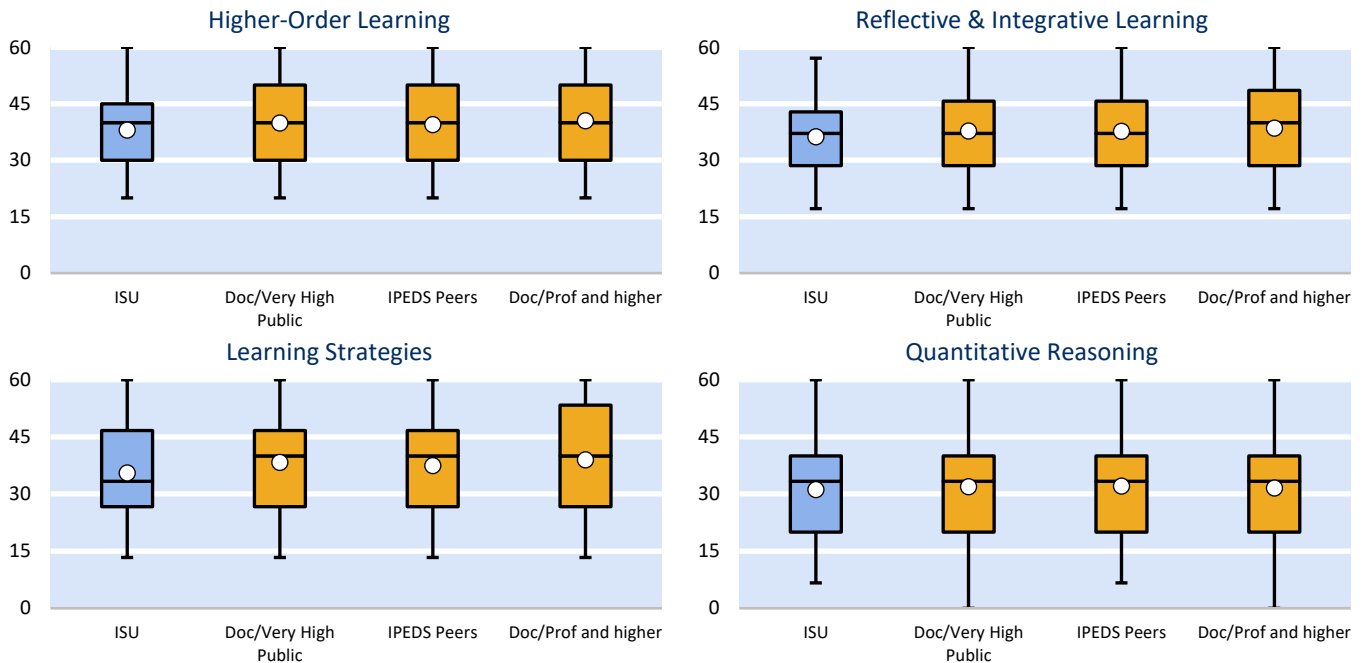 Higher-Order Learning
60
45
30
15
0
ISU
Doc/Very High
Public
IPEDS Peers
Doc/Prof and higher
Reflective & Integrative Learning
60
45
30
15
0
ISU
Doc/Very High
Public
IPEDS Peers
Doc/Prof and higher
Learning Strategies
60
45
30
15
0
ISU
Doc/Very High
Public
IPEDS Peers
Doc/Prof and higher
Quantitative Reasoning
60
45
30
15
0
ISU
Doc/Very High
Public
IPEDS Peers
Doc/Prof and higher